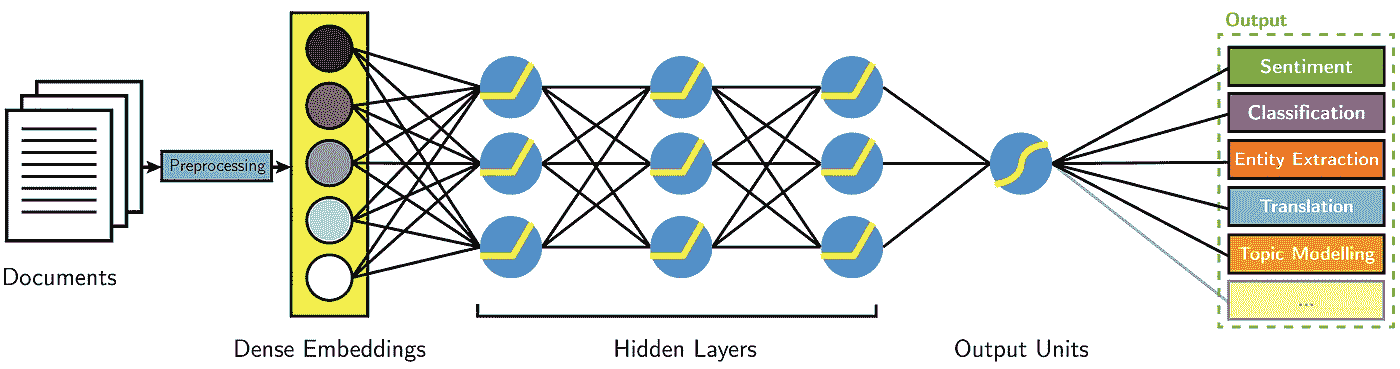 Documents
Preprocessing
Dense Embeddings
Hidden Layers
Output Units
Output
Sentiment
Classification
Entity Extraction
Translation
Topic Modelling
...